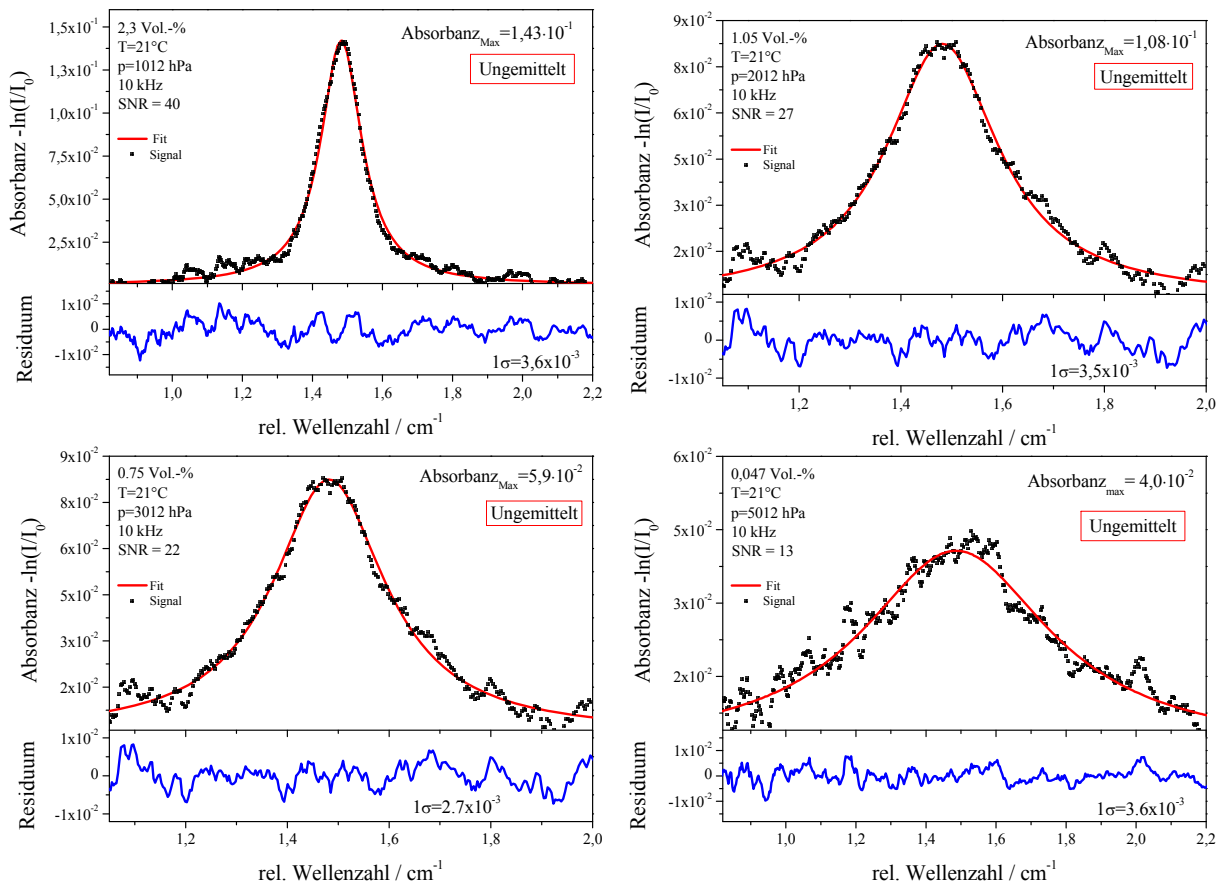 2,3 Vol.-%
T=21°C
p=1012 hPa
10 kHz
SNR = 40
Fit
Signal
Absorbanz_Max=1,43·10^-1
Ungemittelt
Absorbanz -ln(I/I_0)
1,5x10^-1
1,3x10^-1
1,0x10^-1
7,5x10^-2
5,0x10^-2
2,5x10^-2
Residuum
1x10^-2
0
-1x10^-2
1σ=3,6x10^-3
1,0 1,2 1,4 1,6 1,8 2,0 2,2
rel. Wellenzahl / cm^-1
1.05 Vol.-%
T=21°C
p=2012 hPa
10 kHz
SNR = 27
Fit
Signal
Absorbanz_Max=1,08·10^-1
Ungemittelt
Absorbanz -ln(I/I_0)
9x10^-2
8x10^-2
6x10^-2
5x10^-2
3x10^-2
2x10^-2
Residuum
1x10^-2
0
-1x10^-2
1σ=3,5x10^-3
1,2 1,4 1,6 1,8 2,0
rel. Wellenzahl / cm^-1
0.75 Vol.-%
T=21°C
p=3012 hPa
10 kHz
SNR = 22
Fit
Signal
Absorbanz_Max=5,9·10^-2
Ungemittelt
Absorbanz -ln(I/I_0)
9x10^-2
8x10^-2
6x10^-2
5x10^-2
3x10^-2
2x10^-2
Residuum
1x10^-2
0
-1x10^-2
1σ=2.7x10^-3
1,2 1,4 1,6 1,8 2,0
rel. Wellenzahl / cm^-1
0,047 Vol.-%
T=21°C
p=5012 hPa
10 kHz
SNR = 13
Fit
Signal
Absorbanz_max = 4,0·10^-2
Ungemittelt
Absorbanz -ln(I/I_0)
6x10^-2
5x10^-2
3x10^-2
2x10^-2
Residuum
1x10^-2
0
-1x10^-2
1σ=3.6x10^-3
1,0 1,2 1,4 1,6 1,8 2,0 2,2
rel. Wellenzahl / cm^-1